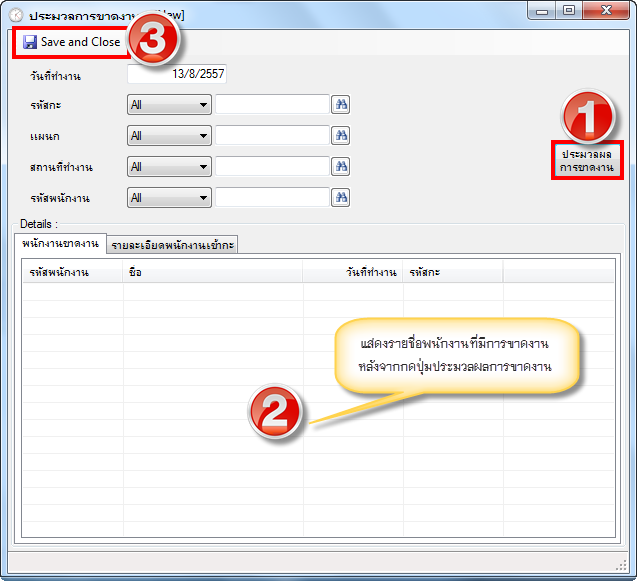 ประมวลการขาดงาน
New]
Save and Close
3
วันที่ทำงาน
13/8/2557
รหัสกะ
All
แผนก
All
สถานที่ทำงาน
All
รหัสพนักงาน
All
1
ประมวลผล
การขาดงาน
Details :
พนักงานขาดงาน
รายละเอียดพนักงานเข้ากะ
รหัสพนักงาน ชื่อ วันที่ทำงาน รหัสกะ
แสดงรายชื่อพนักงานที่มีการขาดงาน
หลังจากกดปุ่มประมวลผลการขาดงาน
2